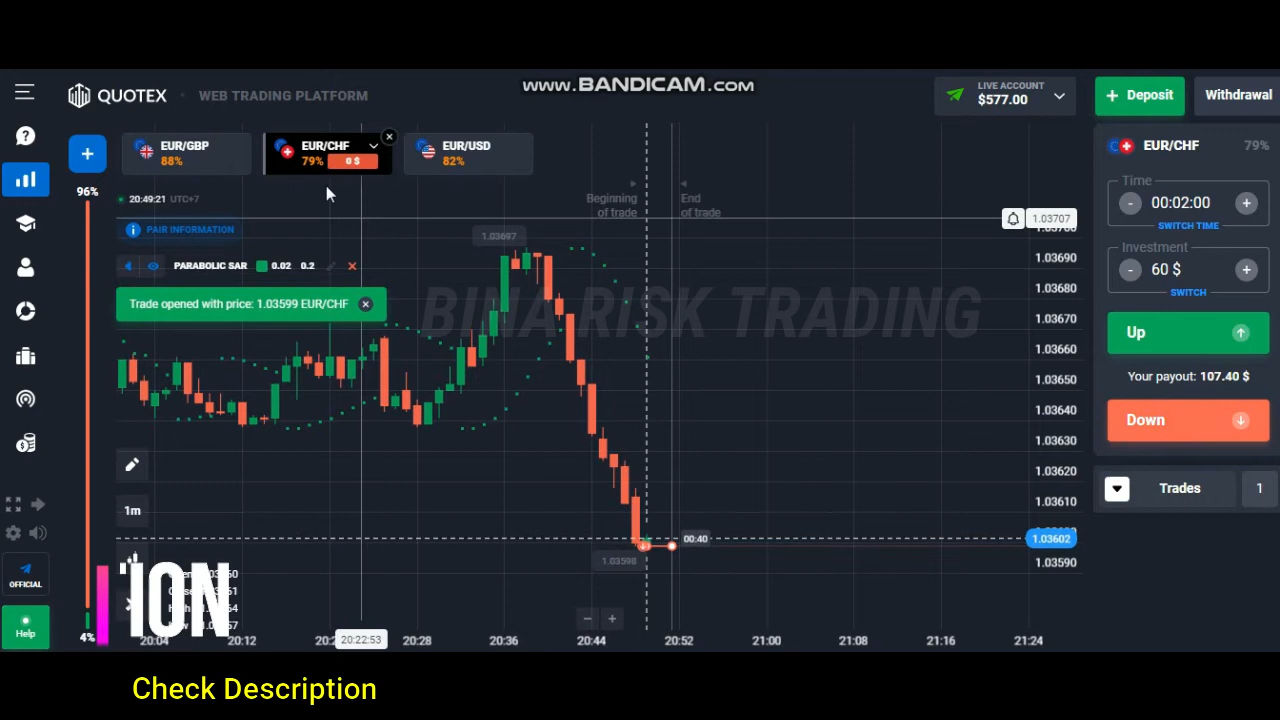 www.BANDICAM.com
QUOTEX
WEB TRADING PLATFORM
LIVE ACCOUNT
$577.00
+ Deposit
Withdrawal
EUR/GBP
88%
EUR/CHF
79%
0 $
EUR/USD
82%
EUR/CHF
79%
96%
20:49:21 UTC+7
Beginning
of trade
End
of trade
Time
00:02:00
SWITCH TIME
PAIR INFORMATION
1.03697
1.03707
1.03690
PARABOLIC SAR 0.02 0.2
Investment
60 $
SWITCH
1.03680
Trade opened with price: 1.03599 EUR/CHF
BINA RISK TRADING
1.03670
Up
1.03660
Your payout: 107.40 $
1.03650
1.03640
Down
1.03630
1.03620
Trades
1
1m
1.03610
00:40
1.03602
1.03598
1.03590
OFFICIAL
ION
Help
4%
20:04
20:12
20:22:53
20:28
20:36
20:44
20:52
21:00
21:08
21:16
21:24
Check Description